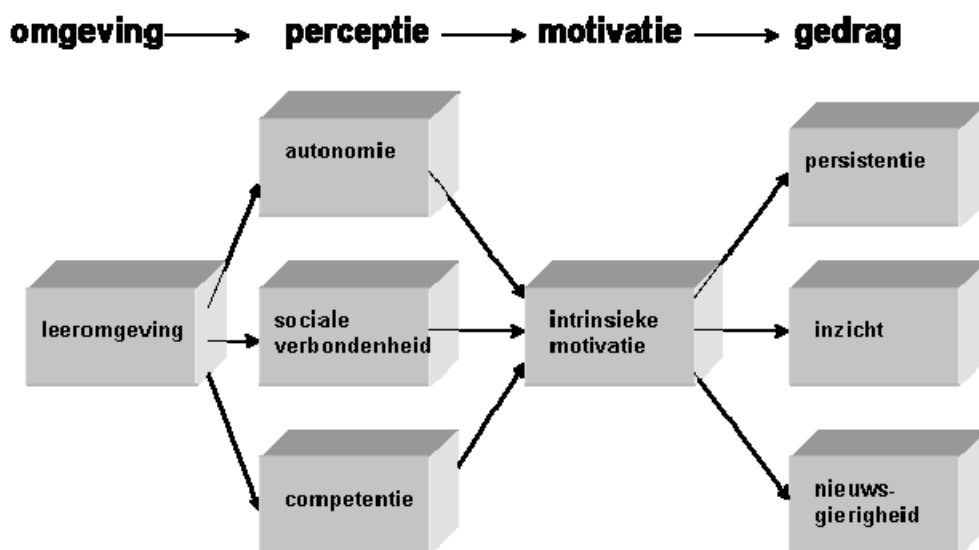 omgeving perceptie motivatie gedrag
autonomie
persistentie
leeromgeving
sociale
verbondenheid
intrinsieke
motivatie
inzicht
competentie
nieuws-
gierigheid